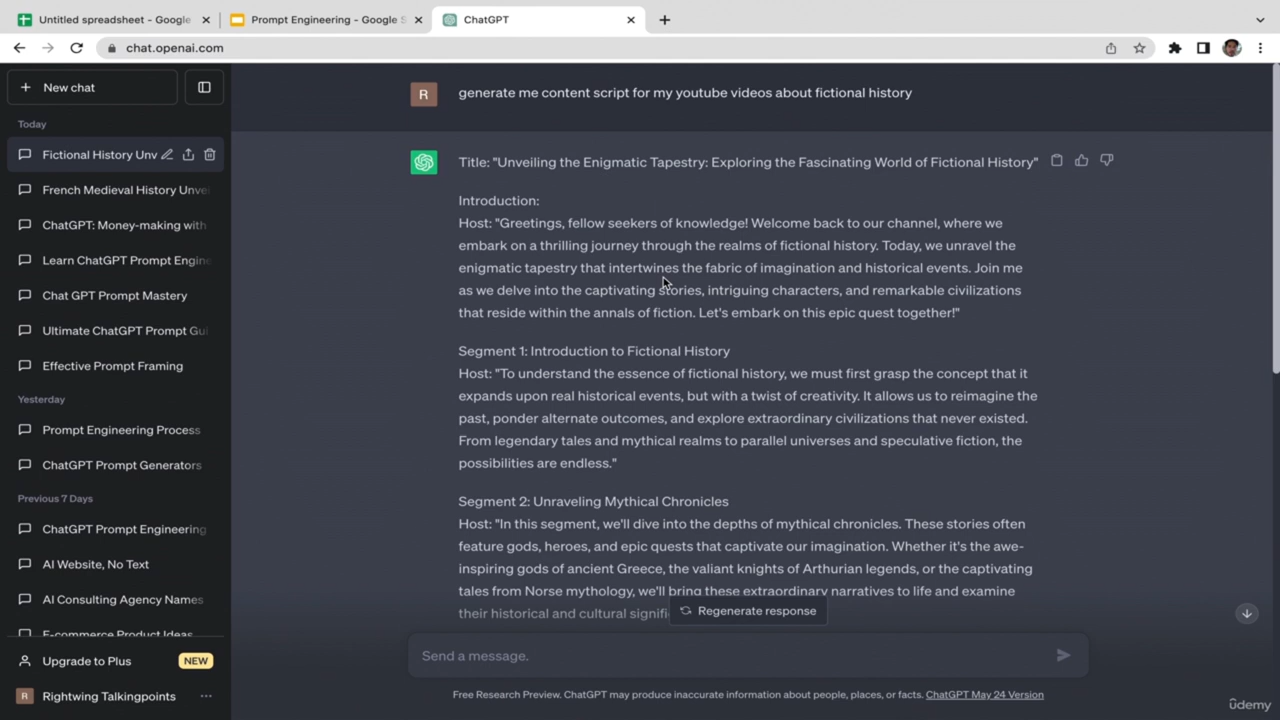 Untitled spreadsheet - Google
Prompt Engineering - Google S
ChatGPT
chat.openai.com
New chat
Today
Fictional History Unv
French Medieval History Unve
ChatGPT: Money-making with
Learn ChatGPT Prompt Engine
Chat GPT Prompt Mastery
Ultimate ChatGPT Prompt Gui
Effective Prompt Framing
Yesterday
Prompt Engineering Process
ChatGPT Prompt Generators
Previous 7 Days
ChatGPT Prompt Engineering
AI Website, No Text
AI Consulting Agency Names
E-commerce Product Ideas
Upgrade to Plus NEW
R Rightwing Talkingpoints ...
R generate me content script for my youtube videos about fictional history
Title: "Unveiling the Enigmatic Tapestry: Exploring the Fascinating World of Fictional History"
Introduction:
Host: "Greetings, fellow seekers of knowledge! Welcome back to our channel, where we
embark on a thrilling journey through the realms of fictional history. Today, we unravel the
enigmatic tapestry that intertwines the fabric of imagination and historical events. Join me
as we delve into the captivating stories, intriguing characters, and remarkable civilizations
that reside within the annals of fiction. Let's embark on this epic quest together!"
Segment 1: Introduction to Fictional History
Host: "To understand the essence of fictional history, we must first grasp the concept that it
expands upon real historical events, but with a twist of creativity. It allows us to reimagine the
past, ponder alternate outcomes, and explore extraordinary civilizations that never existed.
From legendary tales and mythical realms to parallel universes and speculative fiction, the
possibilities are endless."
Segment 2: Unraveling Mythical Chronicles
Host: "In this segment, we'll dive into the depths of mythical chronicles. These stories often
feature gods, heroes, and epic quests that captivate our imagination. Whether it's the awe-
inspiring gods of ancient Greece, the valiant knights of Arthurian legends, or the captivating
tales from Norse mythology, we'll bring these extraordinary narratives to life and examine
their historical and cultural signifi
Regenerate response
Send a message.
Free Research Preview. ChatGPT may produce inaccurate information about people, places, or facts. ChatGPT May 24 Version
ûdemy